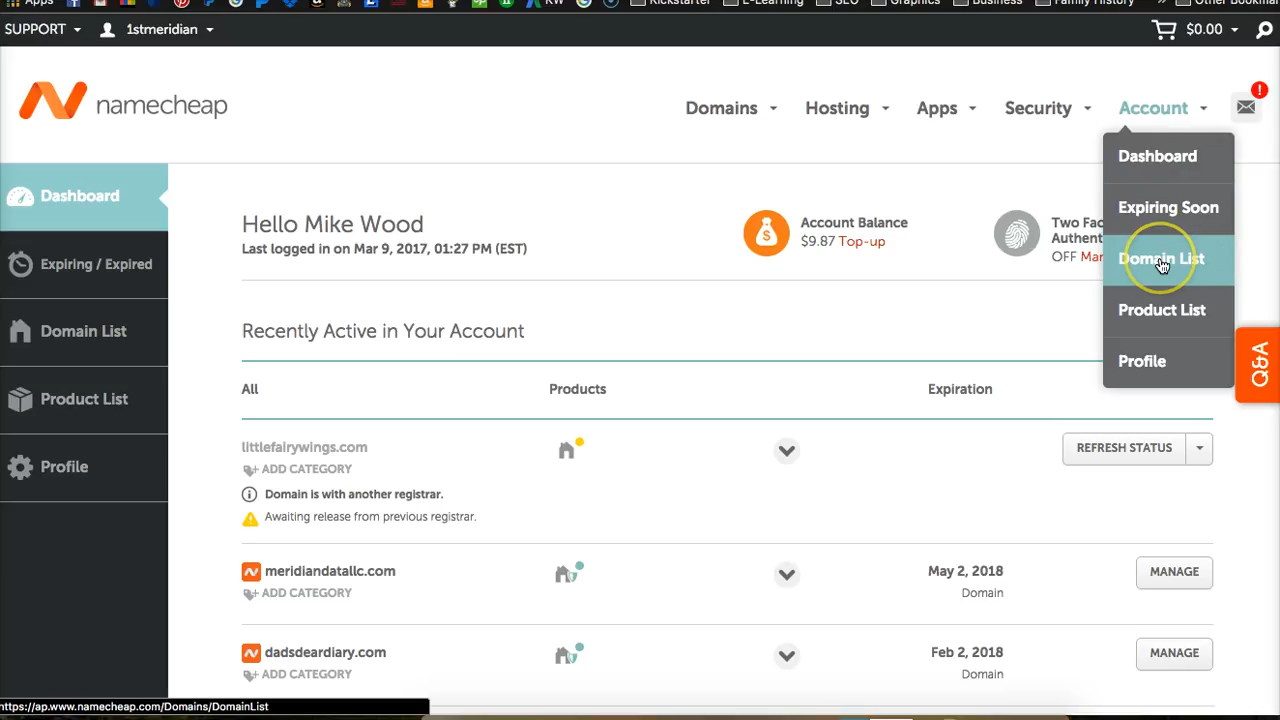 Apps
Kickstarter
E-Learning
SEO
Graphics
Business
Family History
Other Bookmar
SUPPORT
1stmeridian
$0.00
namecheap
Domains
Hosting
Apps
Security
Account
!
Dashboard
Expiring Soon
Domain List
Product List
Profile
Dashboard
Expiring / Expired
Domain List
Product List
Profile
Hello Mike Wood
Last logged in on Mar 9, 2017, 01:27 PM (EST)
Account Balance
$9.87 Top-up
Two Fac
Authent
OFF Man
Q&A
Recently Active in Your Account
All Products Expiration
littlefairywings.com
ADD CATEGORY
REFRESH STATUS
Domain is with another registrar.
Awaiting release from previous registrar.
meridiandatallc.com
ADD CATEGORY
May 2, 2018
Domain
MANAGE
dadsdeardiary.com
ADD CATEGORY
Feb 2, 2018
Domain
MANAGE
https://ap.www.namecheap.com/Domains/DomainList